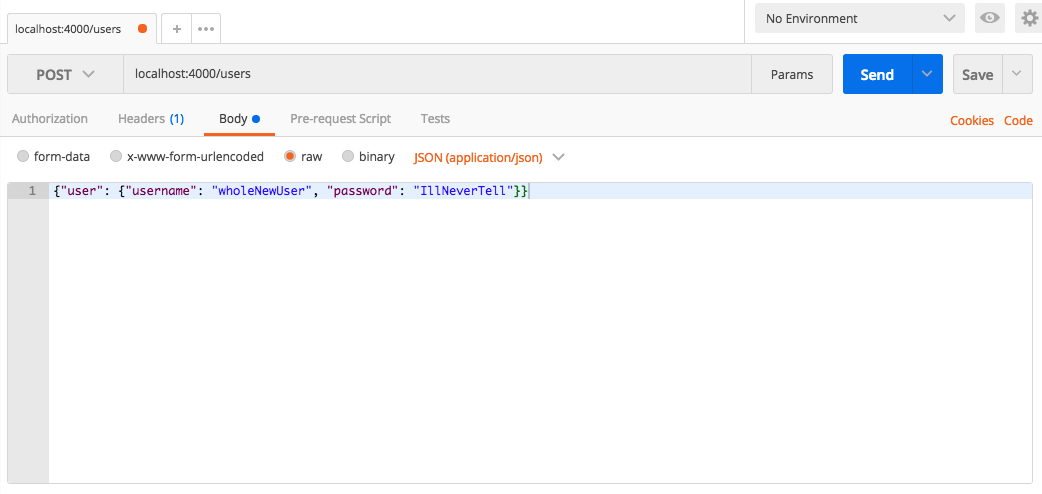 localhost:4000/users + ••• No Environment
POST localhost:4000/users Params Send Save
Authorization Headers (1) Body Pre-request Script Tests Cookies Code
form-data x-www-form-urlencoded raw binary JSON (application/json)
1 {"user": {"username": "wholeNewUser", "password": "IllNeverTell"}}